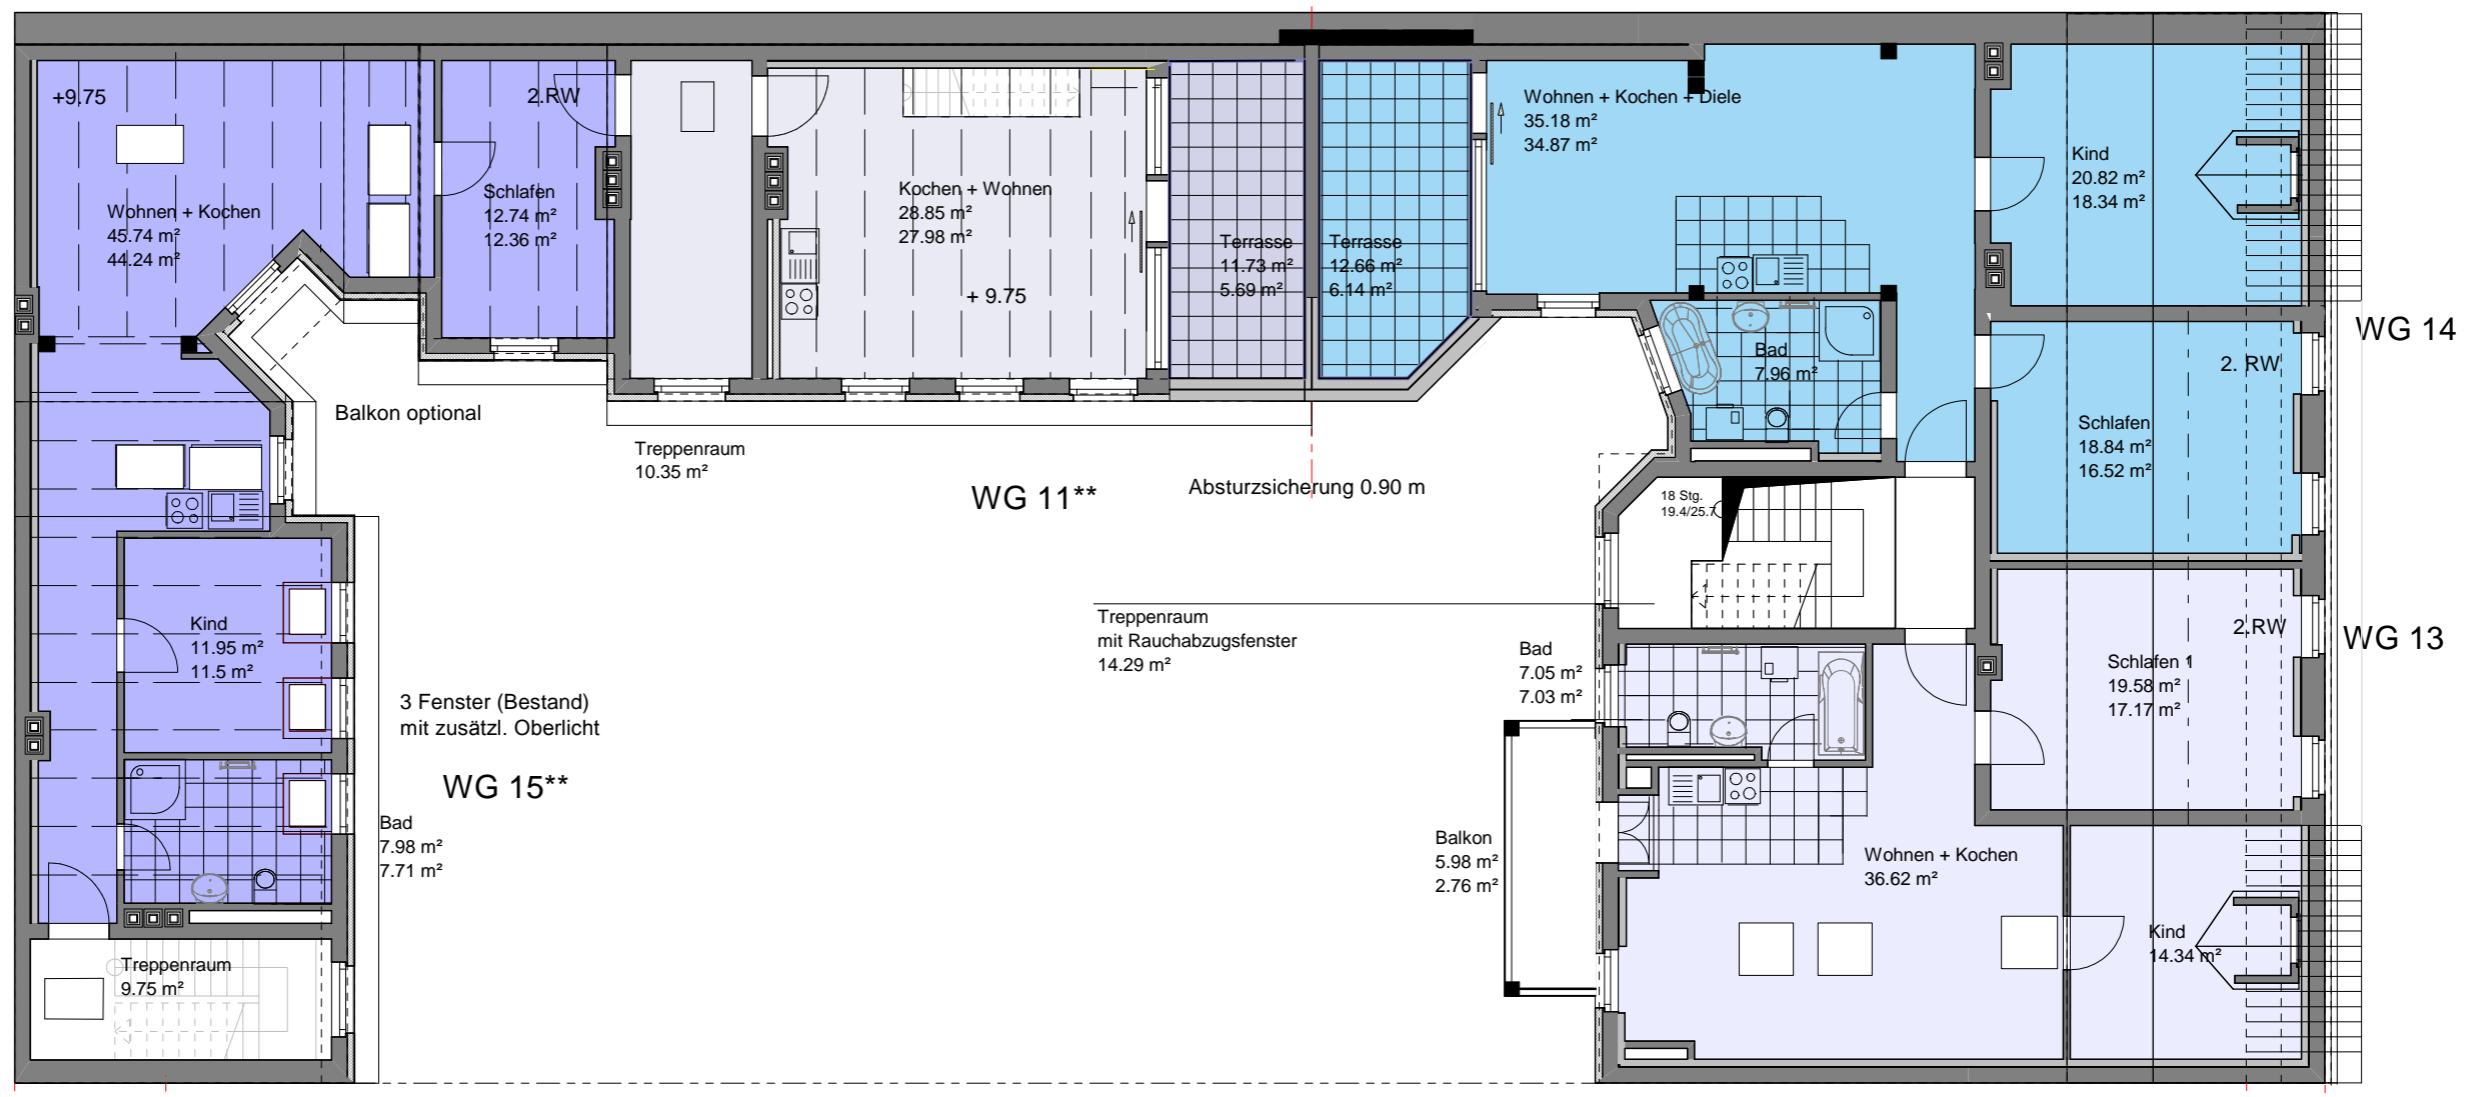 +9.75
Wohnen + Kochen
45.74 m²
44.24 m²
2.RW
Schlafen
12.74 m²
12.36 m²
Kochen + Wohnen
28.85 m²
27.98 m²
+ 9.75
Terrasse
11.73 m²
5.69 m²
Terrasse
12.66 m²
6.14 m²
Wohnen + Kochen + Diele
35.18 m²
34.87 m²
Kind
20.82 m²
18.34 m²
WG 14
Bad
7.96 m²
2. RW
Schlafen
18.84 m²
16.52 m²
Balkon optional
Treppenraum
10.35 m²
WG 11**
Absturzsicherung 0.90 m
18 Stg.
19.4/25.7
Kind
11.95 m²
11.5 m²
Treppenraum
mit Rauchabzugsfenster
14.29 m²
Bad
7.05 m²
7.03 m²
2.RW
WG 13
Schlafen 1
19.58 m²
17.17 m²
3 Fenster (Bestand)
mit zusätzl. Oberlicht
WG 15**
Bad
7.98 m²
7.71 m²
Balkon
5.98 m²
2.76 m²
Wohnen + Kochen
36.62 m²
Kind
14.34 m²
Treppenraum
9.75 m²